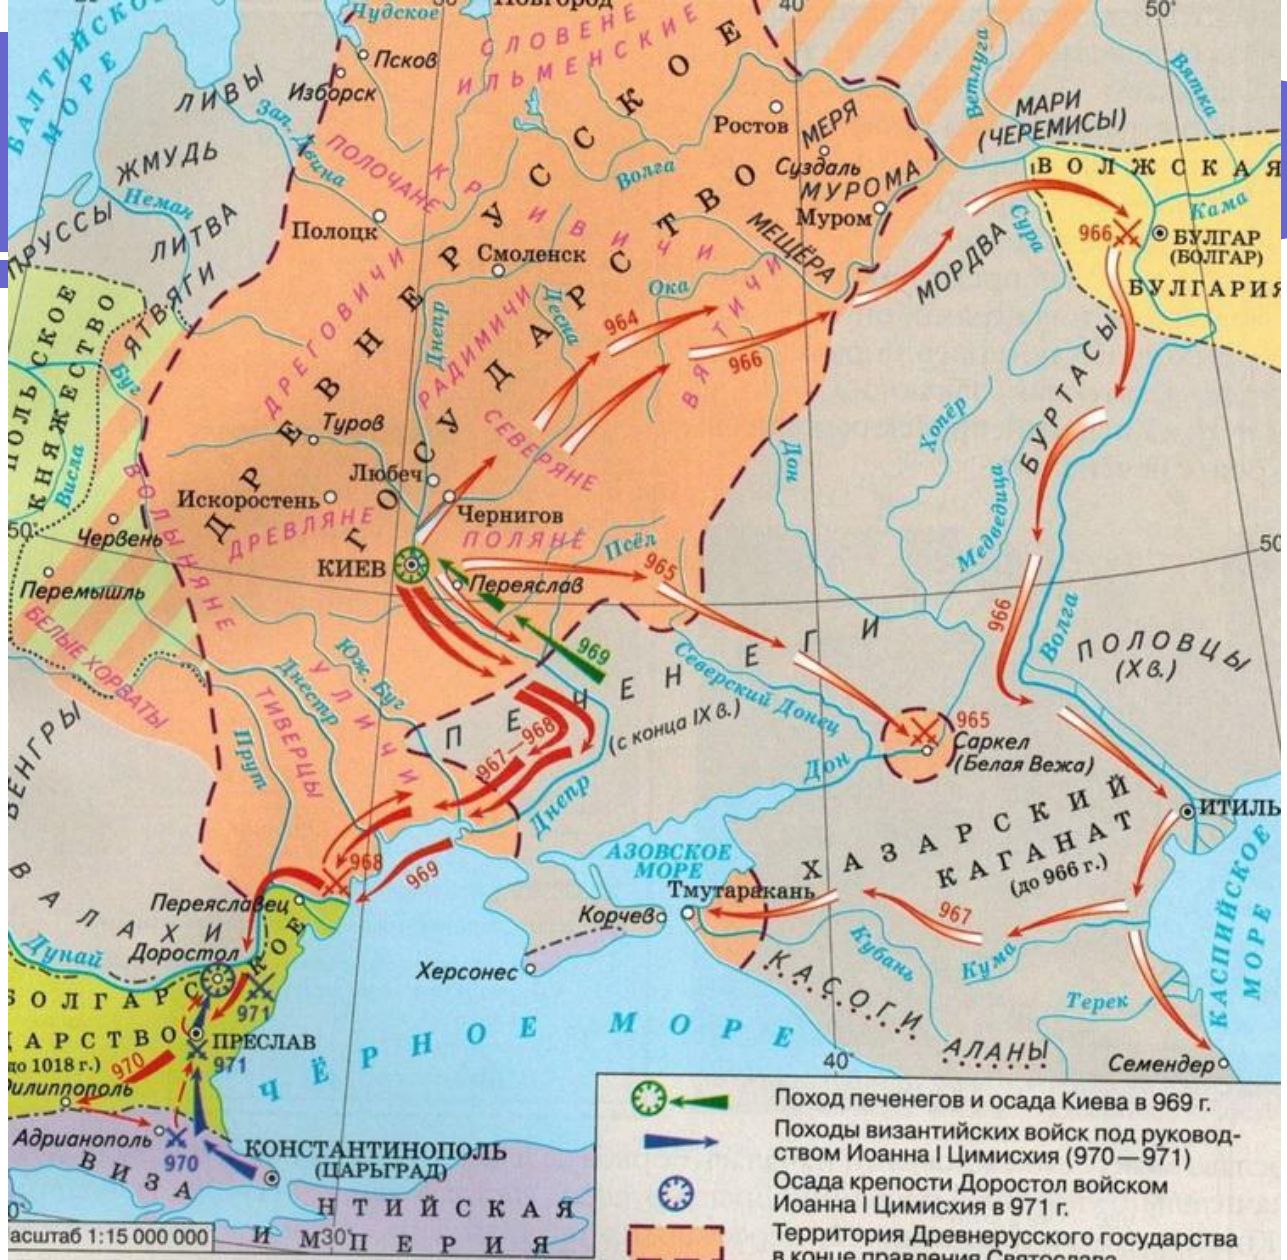 Новгород
40°
50°
Чудское
Псков
Изборск
СЛОВЕНЕ
ИЛЬМЕНСКИЕ
БАЛТИЙСКОЕ
МОРЕ
ЛИВЫ
Зап. Двина
ЖМУДЬ
Неман
ЛИТВА
ПРУССЫ
ЯТВЯГИ
ПОЛОЧАНЕ
Полоцк
КРИВИЧИ
Смоленск
Волга
Ростов
МЕРЯ
Суздаль
МУРОМА
Муром
МЕЩЁРА
Ветлуга
Вятка
МАРИ
(ЧЕРЕМИСЫ)
ВОЛЖСКАЯ
БУЛГАРИЯ
Кама
966
БУЛГАР
(БОЛГАР)
Сура
МОРДВА
Ока
Десна
Днепр
964
966
ВЯТИЧИ
РАДИМИЧИ
ДРЕГОВИЧИ
ДРЕВНЕРУССКОЕ
ГОСУДАРСТВО
ПОЛЬСКОЕ
КНЯЖЕСТВО
Буг
Висла
Туров
Любеч
СЕВЕРЯНЕ
Искоростень
Чернигов
ДРЕВЛЯНЕ
ПОЛЯНЕ
Псёл
КИЕВ
Переяслав
965
Дон
Хопёр
Медведица
БУРТАСЫ
966
Волга
50°
50°
ВОЛЫНЯНЕ
Червень
Перемышль
БЕЛЫЕ ХОРВАТЫ
969
ПЕЧЕНЕГИ
(с конца IX в.)
Северский Донец
ПОЛОВЦЫ
(X в.)
Днестр
Юж. Буг
УЛИЧИ
ТИВЕРЦЫ
Прут
967—968
Днепр
965
Саркел
(Белая Вежа)
Дон
ВЕНГРЫ
ВАЛАХИ
968
969
АЗОВСКОЕ
МОРЕ
Тмутаракань
Корчев
Херсонес
ХАЗАРСКИЙ
КАГАНАТ
(до 966 г.)
ИТИЛЬ
967
Кубань
Кума
Терек
КАСОГИ
АЛАНЫ
Семендер
КАСПИЙСКОЕ
МОРЕ
40°
Переяславец
Доростол
Дунай
БОЛГАРСКОЕ
ЦАРСТВО
971
ПРЕСЛАВ
971
970
Адрианополь
970
КОНСТАНТИНОПОЛЬ
(ЦАРЬГРАД)
ВИЗАНТИЙСКАЯ
ИМПЕРИЯ
30°
ЧЁРНОЕ МОРЕ
1:15 000 000
Поход печенегов и осада Киева в 969 г.
Походы византийских войск под руковод-
ством Иоанна I Цимисхия (970—971)
Осада крепости Доростол войском
Иоанна I Цимисхия в 971 г.
Территория Древнерусского государства
в конце правления Святослава